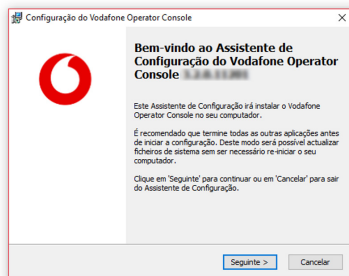 Configuração do Vodafone Operator Console
Bem-vindo ao Assistente de
Configuração do Vodafone Operator
Console
Este Assistente de Configuração irá instalar o Vodafone
Operator Console no seu computador.
É recomendado que termine todas as outras aplicações antes
de iniciar a configuração. Deste modo será possível actualizar
ficheiros de sistema sem ser necessário re-iniciar o seu
computador.
Clique em 'Seguinte' para continuar ou em 'Cancelar' para sair
do Assistente de Configuração.
Seguinte >
Cancelar